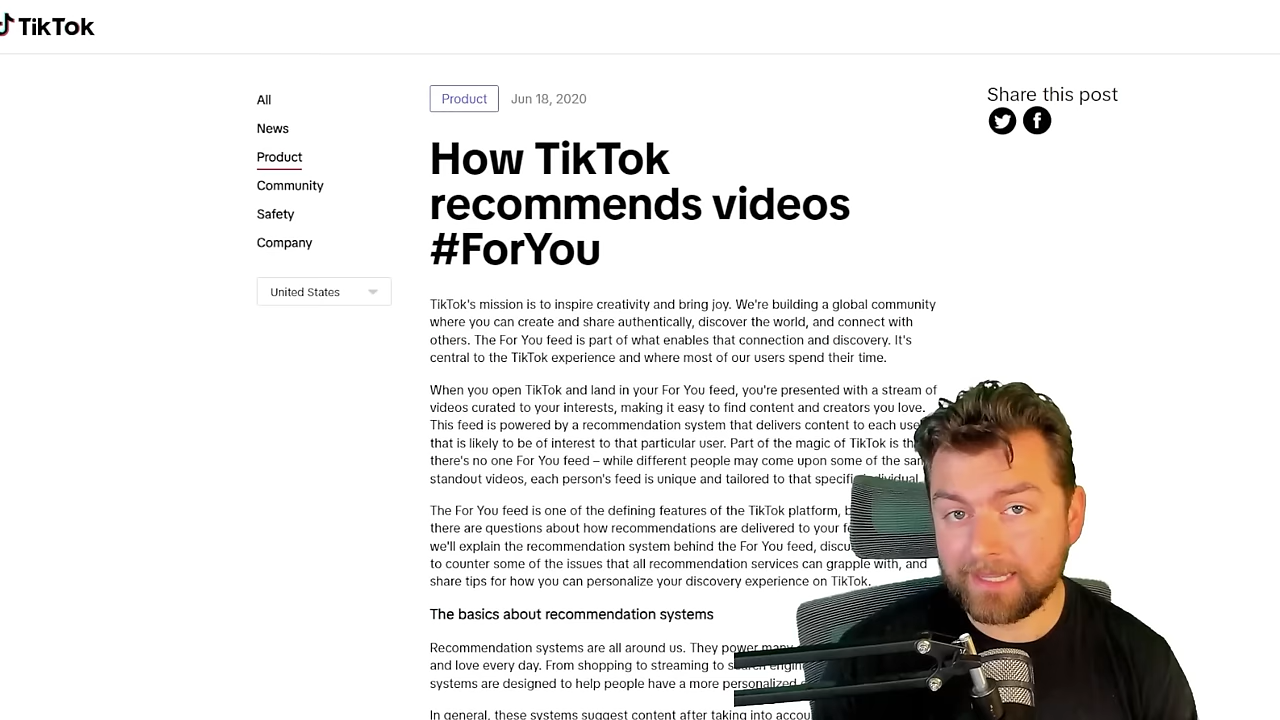 TikTok
All
News
Product
Community
Safety
Company
United States
Product
Jun 18, 2020
Share this post
How TikTok
recommends videos
#ForYou
TikTok's mission is to inspire creativity and bring joy. We're building a global community
where you can create and share authentically, discover the world, and connect with
others. The For You feed is part of what enables that connection and discovery. It's
central to the TikTok experience and where most of our users spend their time.
When you open TikTok and land in your For You feed, you're presented with a stream of
videos curated to your interests, making it easy to find content and creators you love.
This feed is powered by a recommendation system that delivers content to each
that is likely to be of interest to that particular user. Part of the magic of TikTok is
there's no one For You feed – while different people may come upon some of the
standout videos, each person's feed is unique and tailored to that
The For You feed is one of the defining features of the TikTok platform,
there are questions about how recommendations are delivered to your
we'll explain the recommendation system behind the For You feed,
to counter some of the issues that all recommendation services can grapple with, and
share tips for how you can personalize your discovery experience on TikTok.
The basics about recommendation systems
Recommendation systems are all around us. They power many
and love every day. From shopping to streaming to search
systems are designed to help people have a more personalized
In general, these systems suggest content after taking into